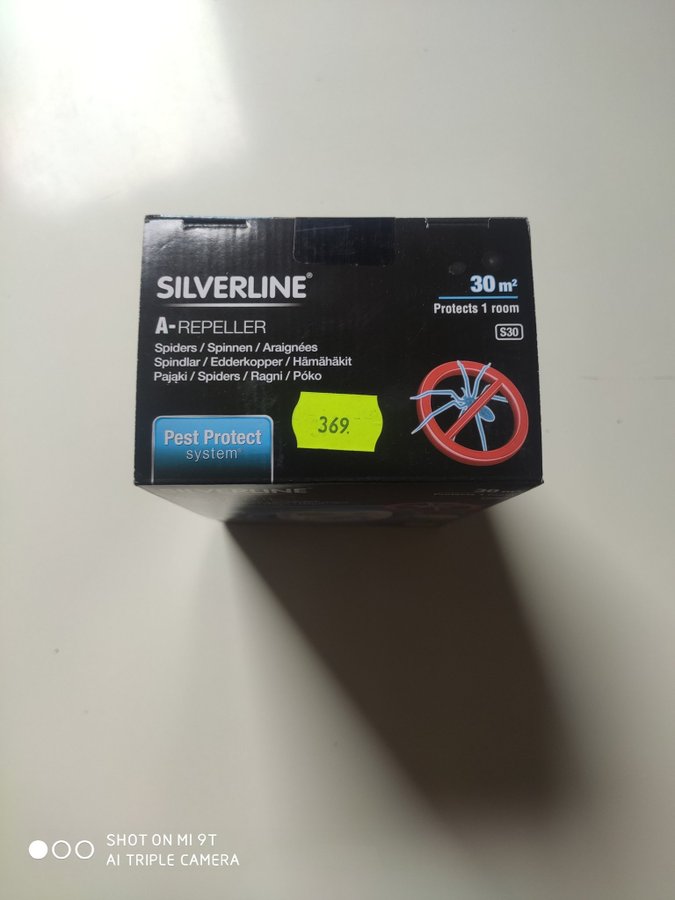 SILVERLINE®
30 m²
Protects 1 room
A-REPELLER
S30
Spiders / Spinnen / Araignées
Spindlar / Edderkopper / Hämähäkit
Pająki / Spiders / Ragni / Póko
369.
Pest Protect
system®
SILVERLINE
SHOT ON MI 9T
AI TRIPLE CAMERA